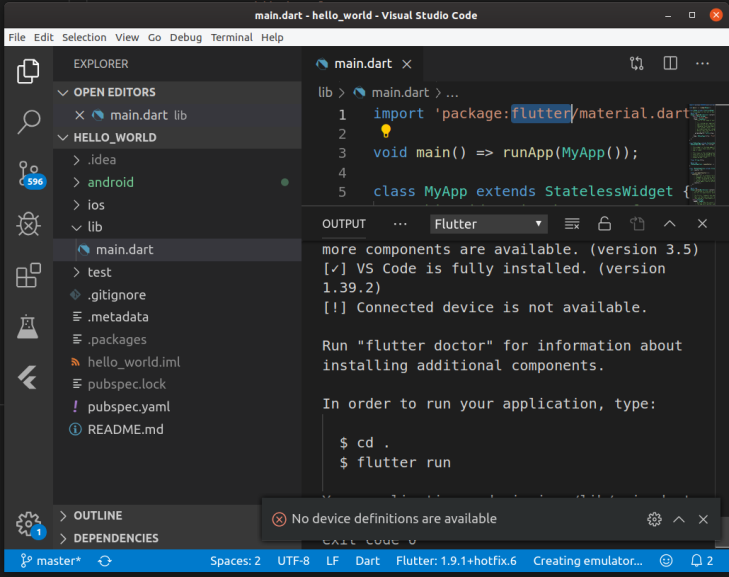 main.dart - hello_world - Visual Studio Code
File Edit Selection View Go Debug Terminal Help
EXPLORER
OPEN EDITORS
main.dart lib
HELLO_WORLD
.idea
android
ios
lib
main.dart
test
.gitignore
.metadata
.packages
hello_world.iml
pubspec.lock
pubspec.yaml
README.md
OUTLINE
DEPENDENCIES
596
1
main.dart
lib > main.dart > ...
1 import 'package:flutter/material.dart
2
3 void main() => runApp(MyApp());
4
5 class MyApp extends StatelessWidget {
OUTPUT ... Flutter
more components are available. (version 3.5)
[✓] VS Code is fully installed. (version
1.39.2)
[!] Connected device is not available.
Run "flutter doctor" for information about
installing additional components.
In order to run your application, type:
$ cd .
$ flutter run
No device definitions are available
exit code 0
master* Spaces: 2 UTF-8 LF Dart Flutter: 1.9.1+hotfix.6 Creating emulator... 2